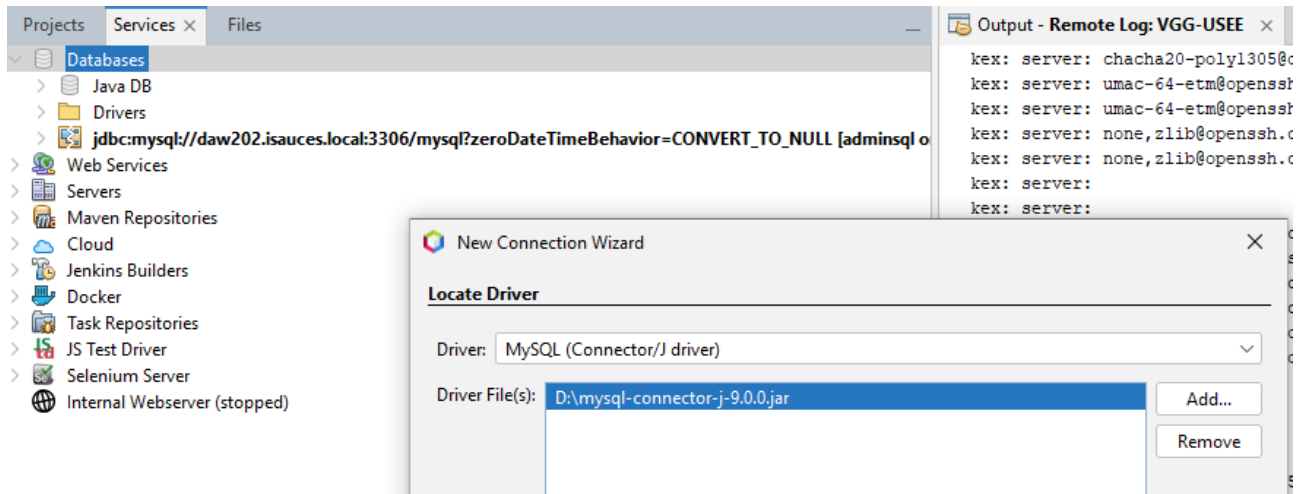 Projects Services × Files
Databases
Java DB
Drivers
jdbc:mysql://daw202.isauces.local:3306/mysql?zeroDateTimeBehavior=CONVERT_TO_NULL [adminsql
Web Services
Servers
Maven Repositories
Cloud
Jenkins Builders
Docker
Task Repositories
JS Test Driver
Selenium Server
Internal Webserver (stopped)
Output - Remote Log: VGG-USEE ×
kex: server:
kex: server: umac-64-etm@openssh
kex: server: umac-64-etm@openssh
kex: server: none,zlib@openssh.c
kex: server: none,zlib@openssh.c
kex: server:
kex: server:
New Connection Wizard
Locate Driver
Driver: MySQL (Connector/J driver)
Driver File(s): D:\mysql-connector-j-9.0.0.jar
Add...
Remove